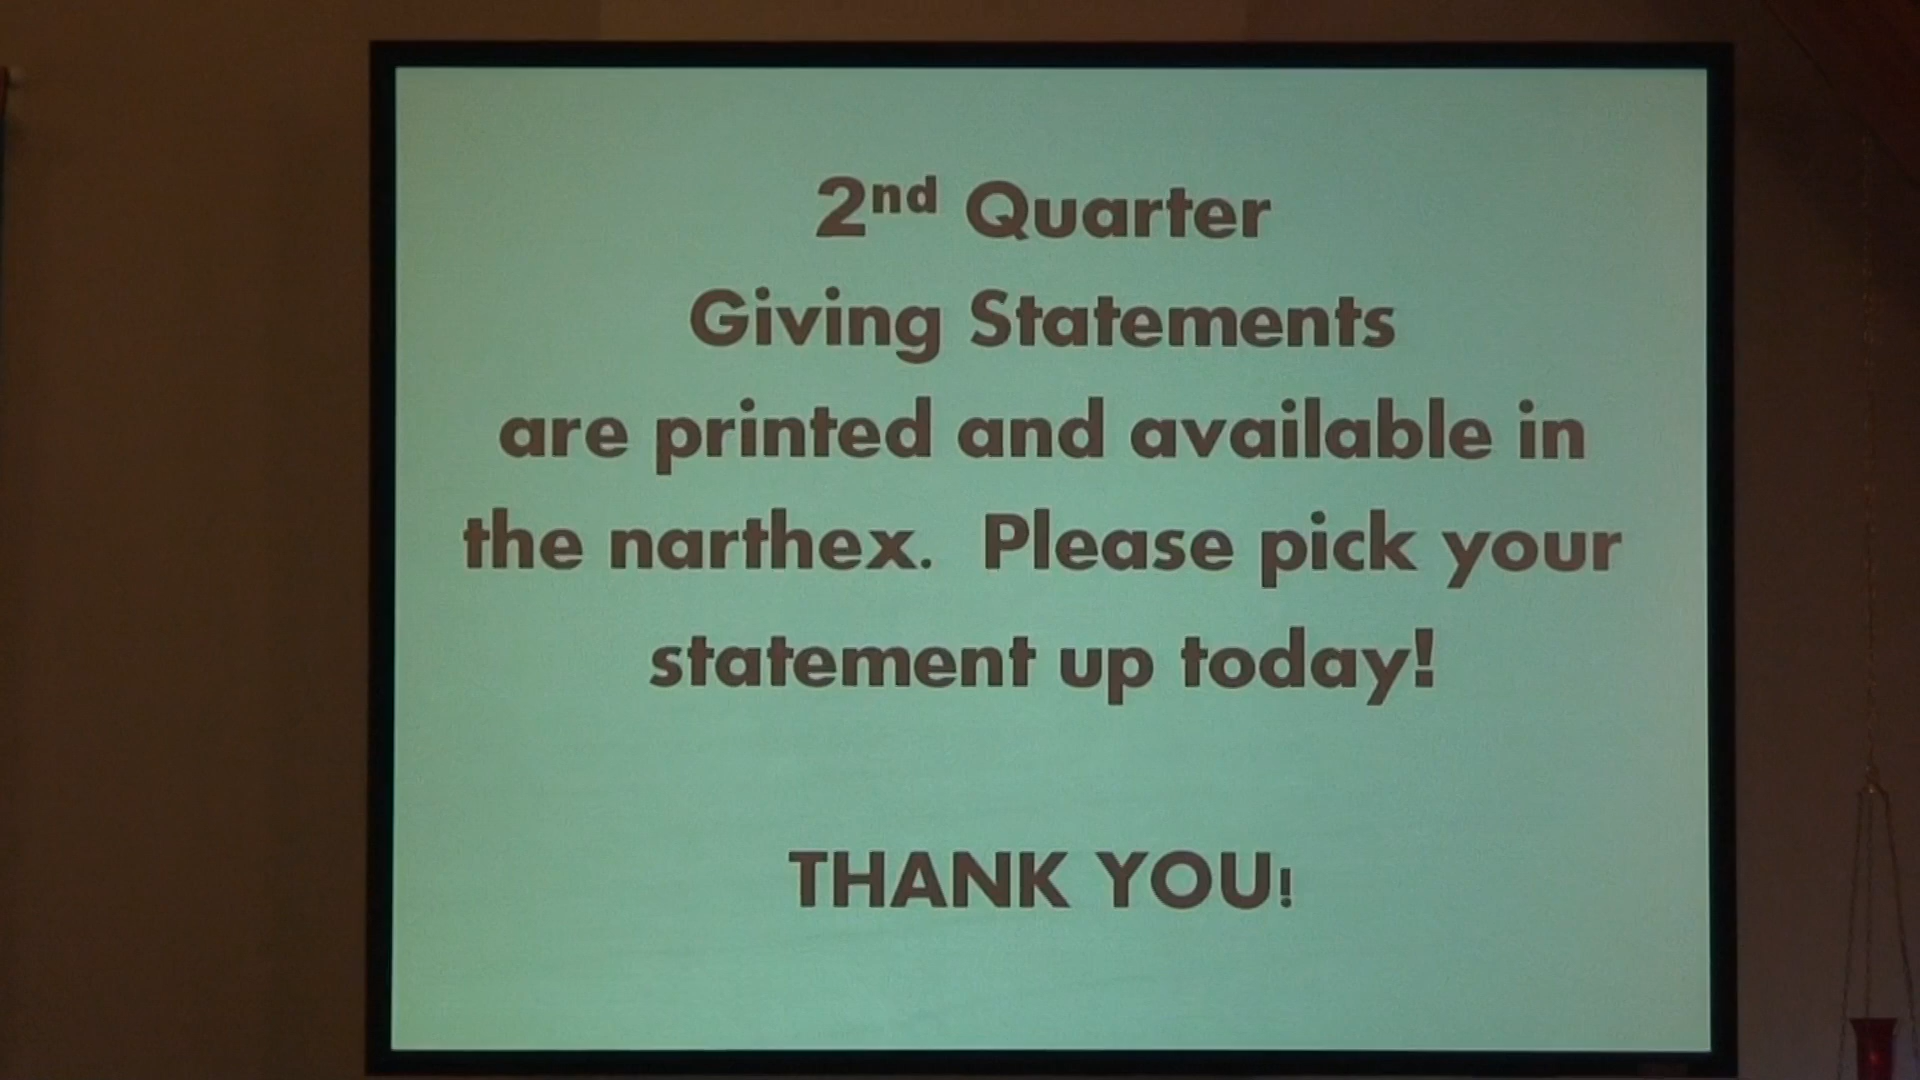 2nd Quarter
Giving Statements
are printed and available in
the narthex.  Please pick your
statement up today!
THANK YOU!